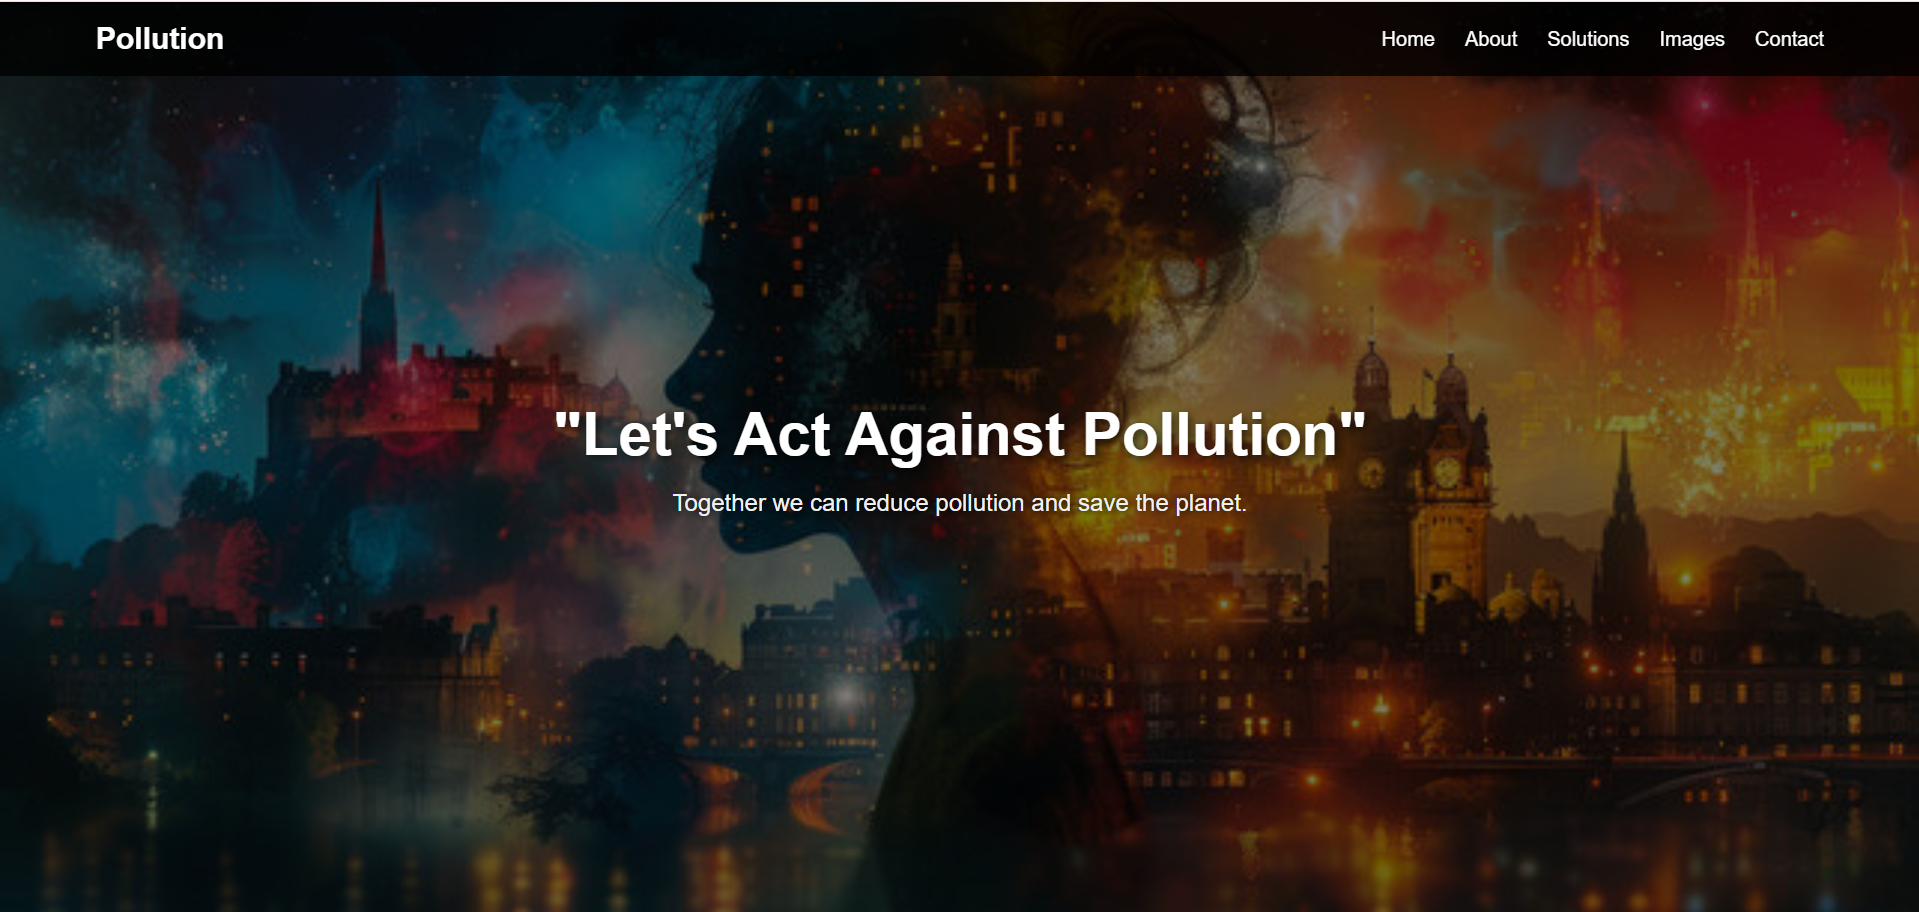 Pollution
Home About Solutions Images Contact
"Let's Act Against Pollution"
Together we can reduce pollution and save the planet.